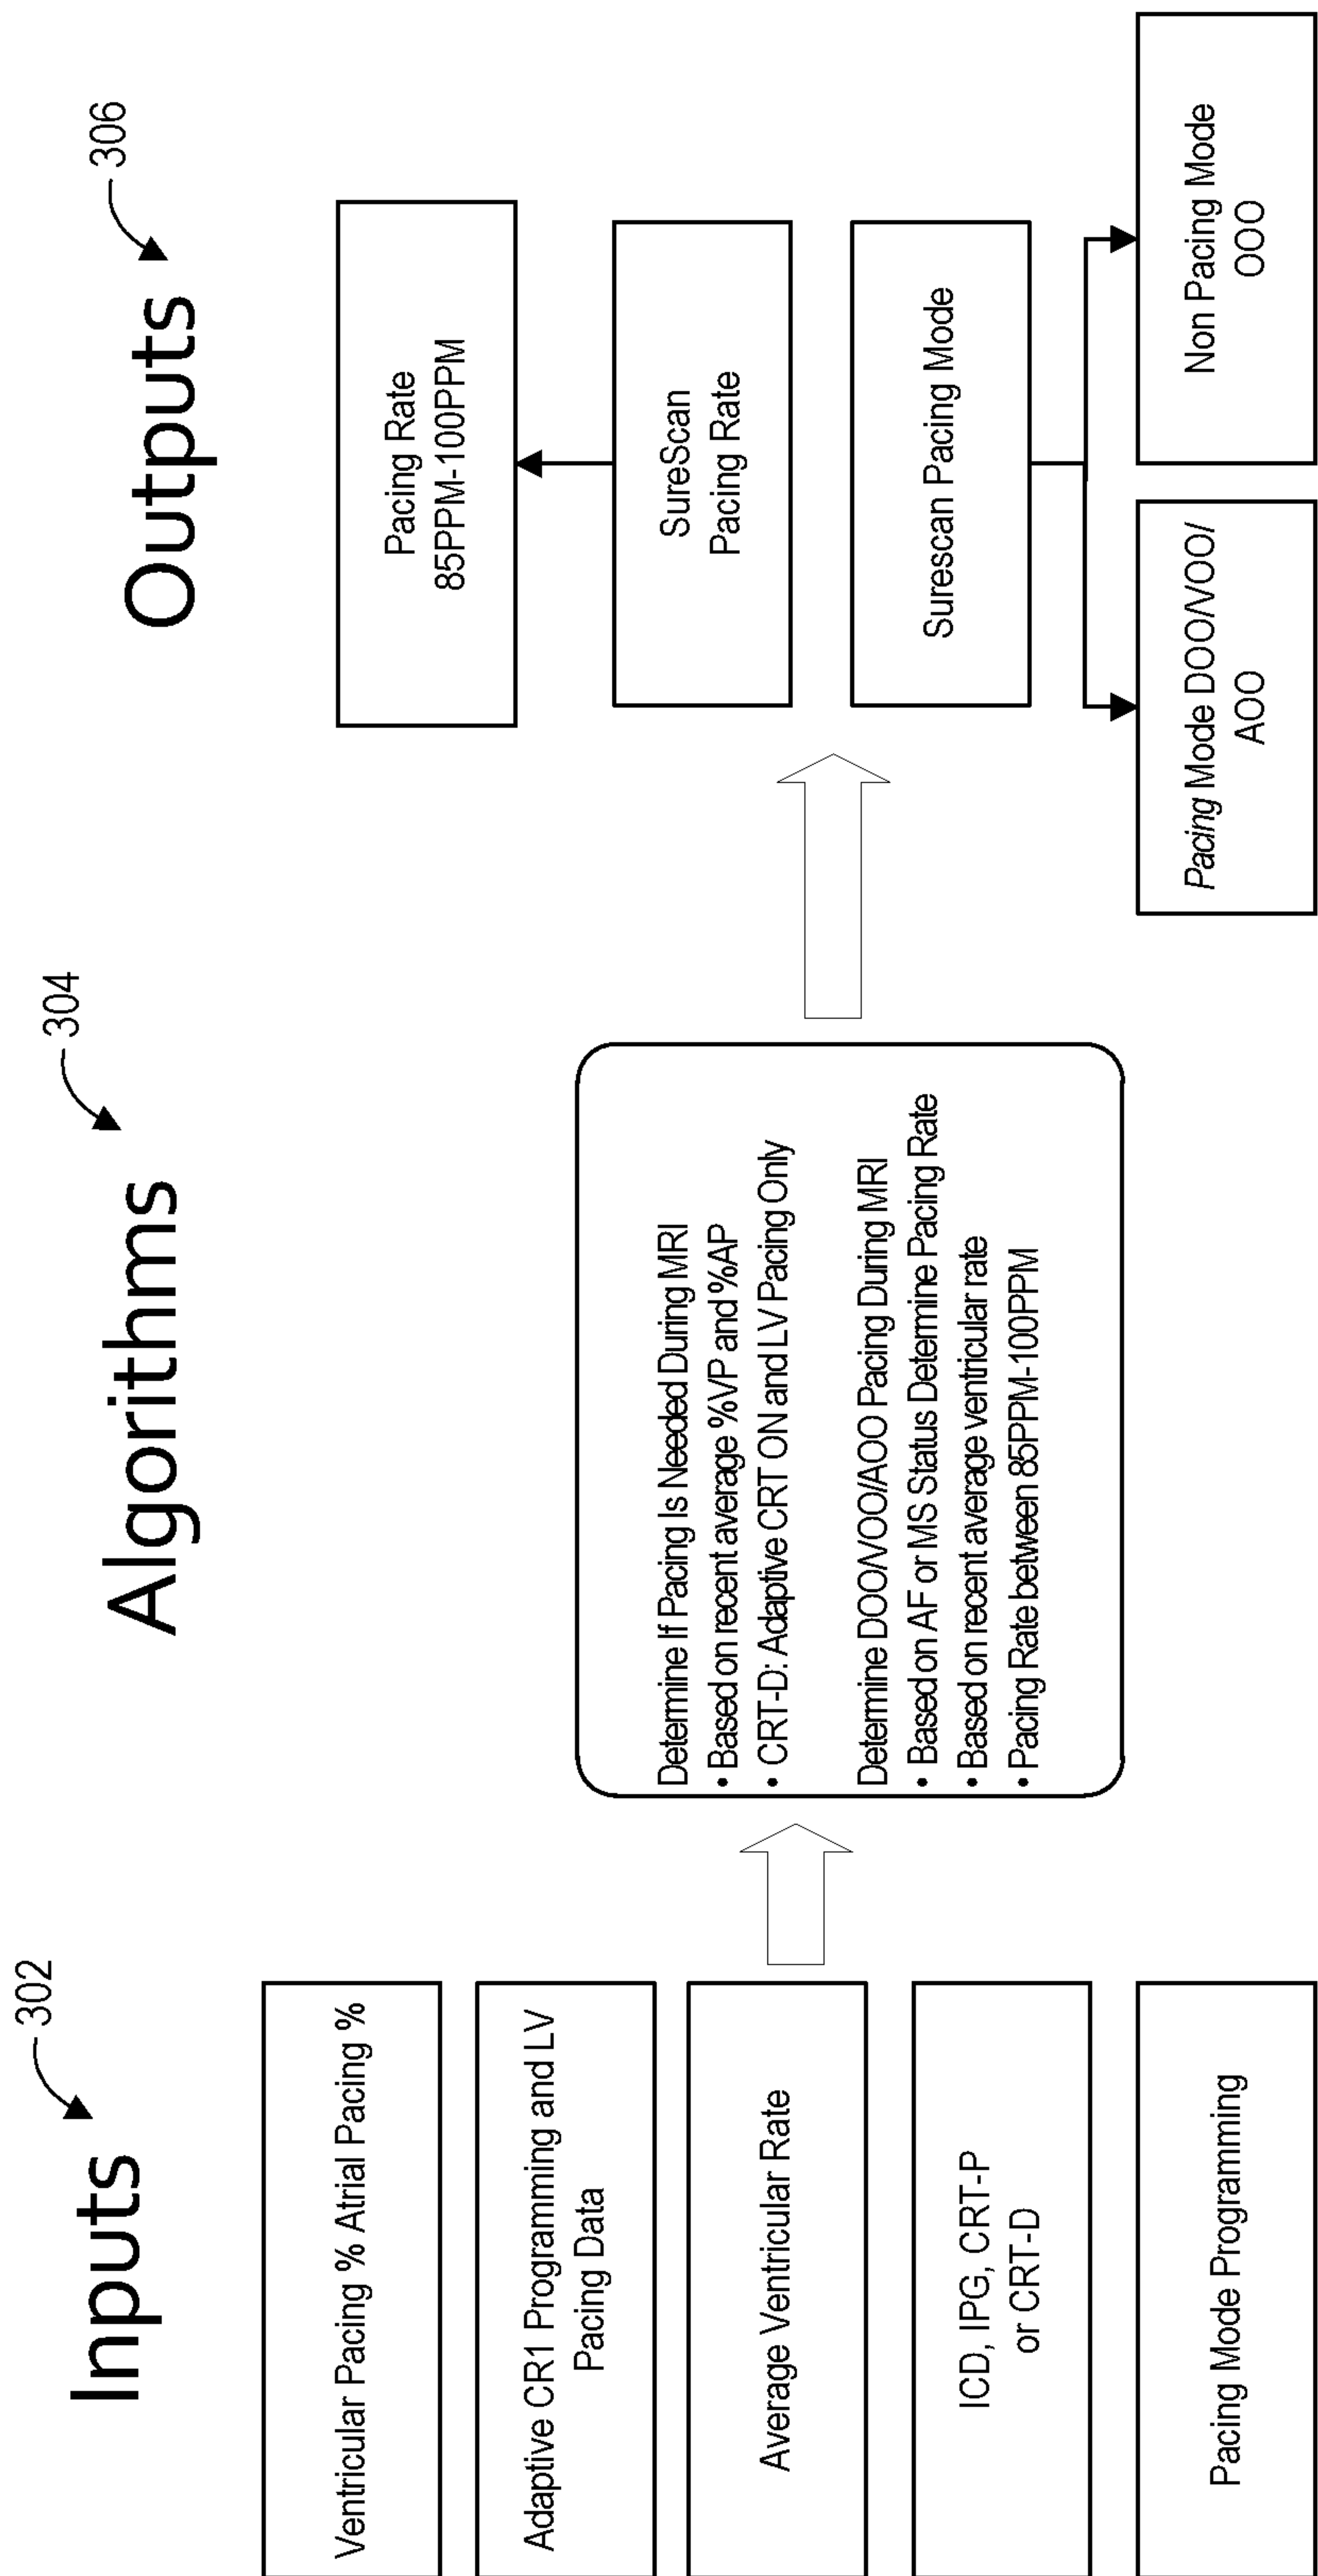 Inputs
302
Ventricular Pacing % Atrial Pacing %
Adaptive CR1 Programming and LV
Pacing Data
Average Ventricular Rate
ICD, IPG, CRT-P
or CRT-D
Pacing Mode Programming
Algorithms
304
Determine If Pacing Is Needed During MRI
• Based on recent average %VP and %AP
• CRT-D: Adaptive CRT ON and LV Pacing Only
Determine DOO/VOO/AOO Pacing During MRI
• Based on AF or MS Status Determine Pacing Rate
• Based on recent average ventricular rate
• Pacing Rate between 85PPM-100PPM
Outputs
306
Pacing Rate
85PPM-100PPM
SureScan
Pacing Rate
Surescan Pacing Mode
Pacing Mode DOO/VOO/
AOO
Non Pacing Mode
OOO